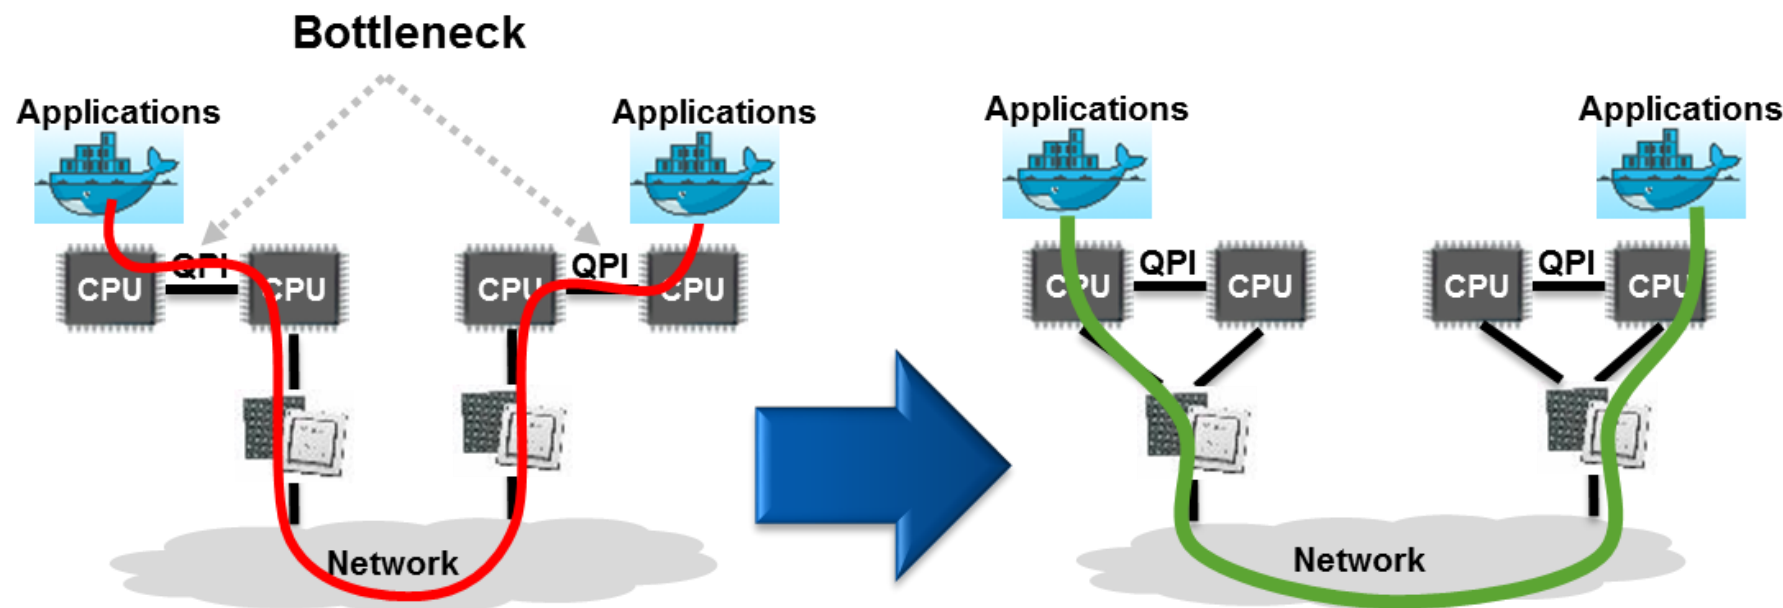 Bottleneck
Applications
Applications
QPI
QPI
CPU
CPU
CPU
CPU
Network
Applications
Applications
QPI
QPI
CPU
CPU
CPU
CPU
Network